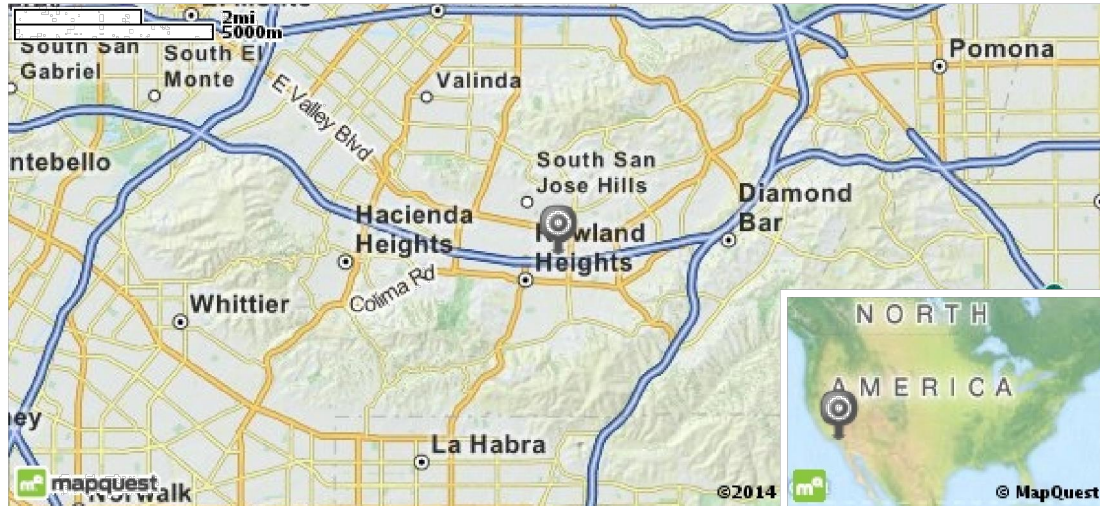 2mi
5000m
South San
Gabriel
South El
Monte
Valinda
Pomona
E Valley Blvd
ntebello
South San
Jose Hills
Diamond
Bar
Hacienda
Heights
Rowland
Heights
Colima Rd
Whittier
NORTH
AMERICA
ey
La Habra
mapquest
Norwalk
©2014
© MapQuest